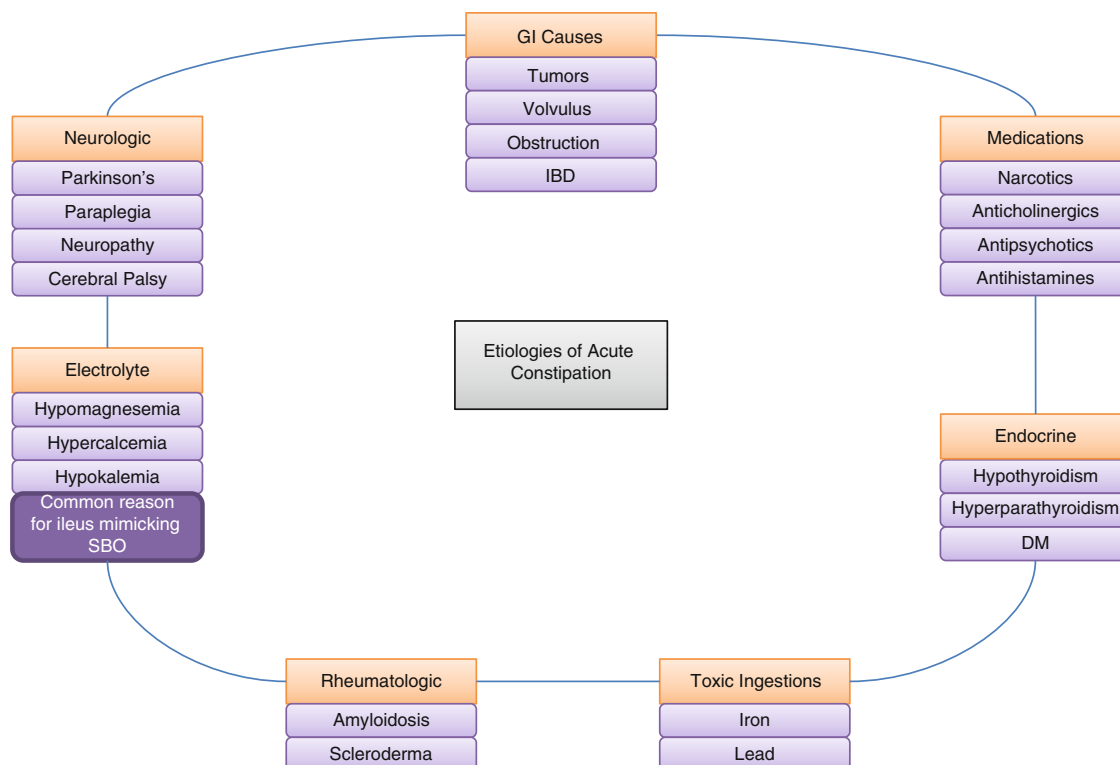 GI Causes
Tumors
Volvulus
Obstruction
IBD
Neurologic
Parkinson's
Paraplegia
Neuropathy
Cerebral Palsy
Medications
Narcotics
Anticholinergics
Antipsychotics
Antihistamines
Etiologies of Acute
Constipation
Electrolyte
Hypomagnesemia
Hypercalcemia
Hypokalemia
Common reason
for ileus mimicking
SBO
Endocrine
Hypothyroidism
Hyperparathyroidism
DM
Rheumatologic
Amyloidosis
Scleroderma
Toxic Ingestions
Iron
Lead